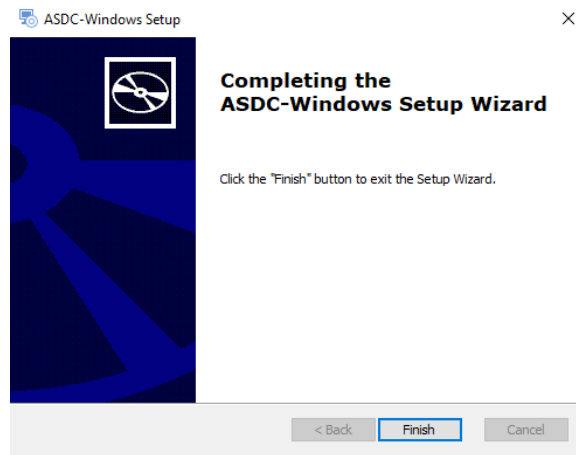 ASDC-Windows Setup
Completing the
ASDC-Windows Setup Wizard
Click the "Finish" button to exit the Setup Wizard.
< Back
Finish
Cancel